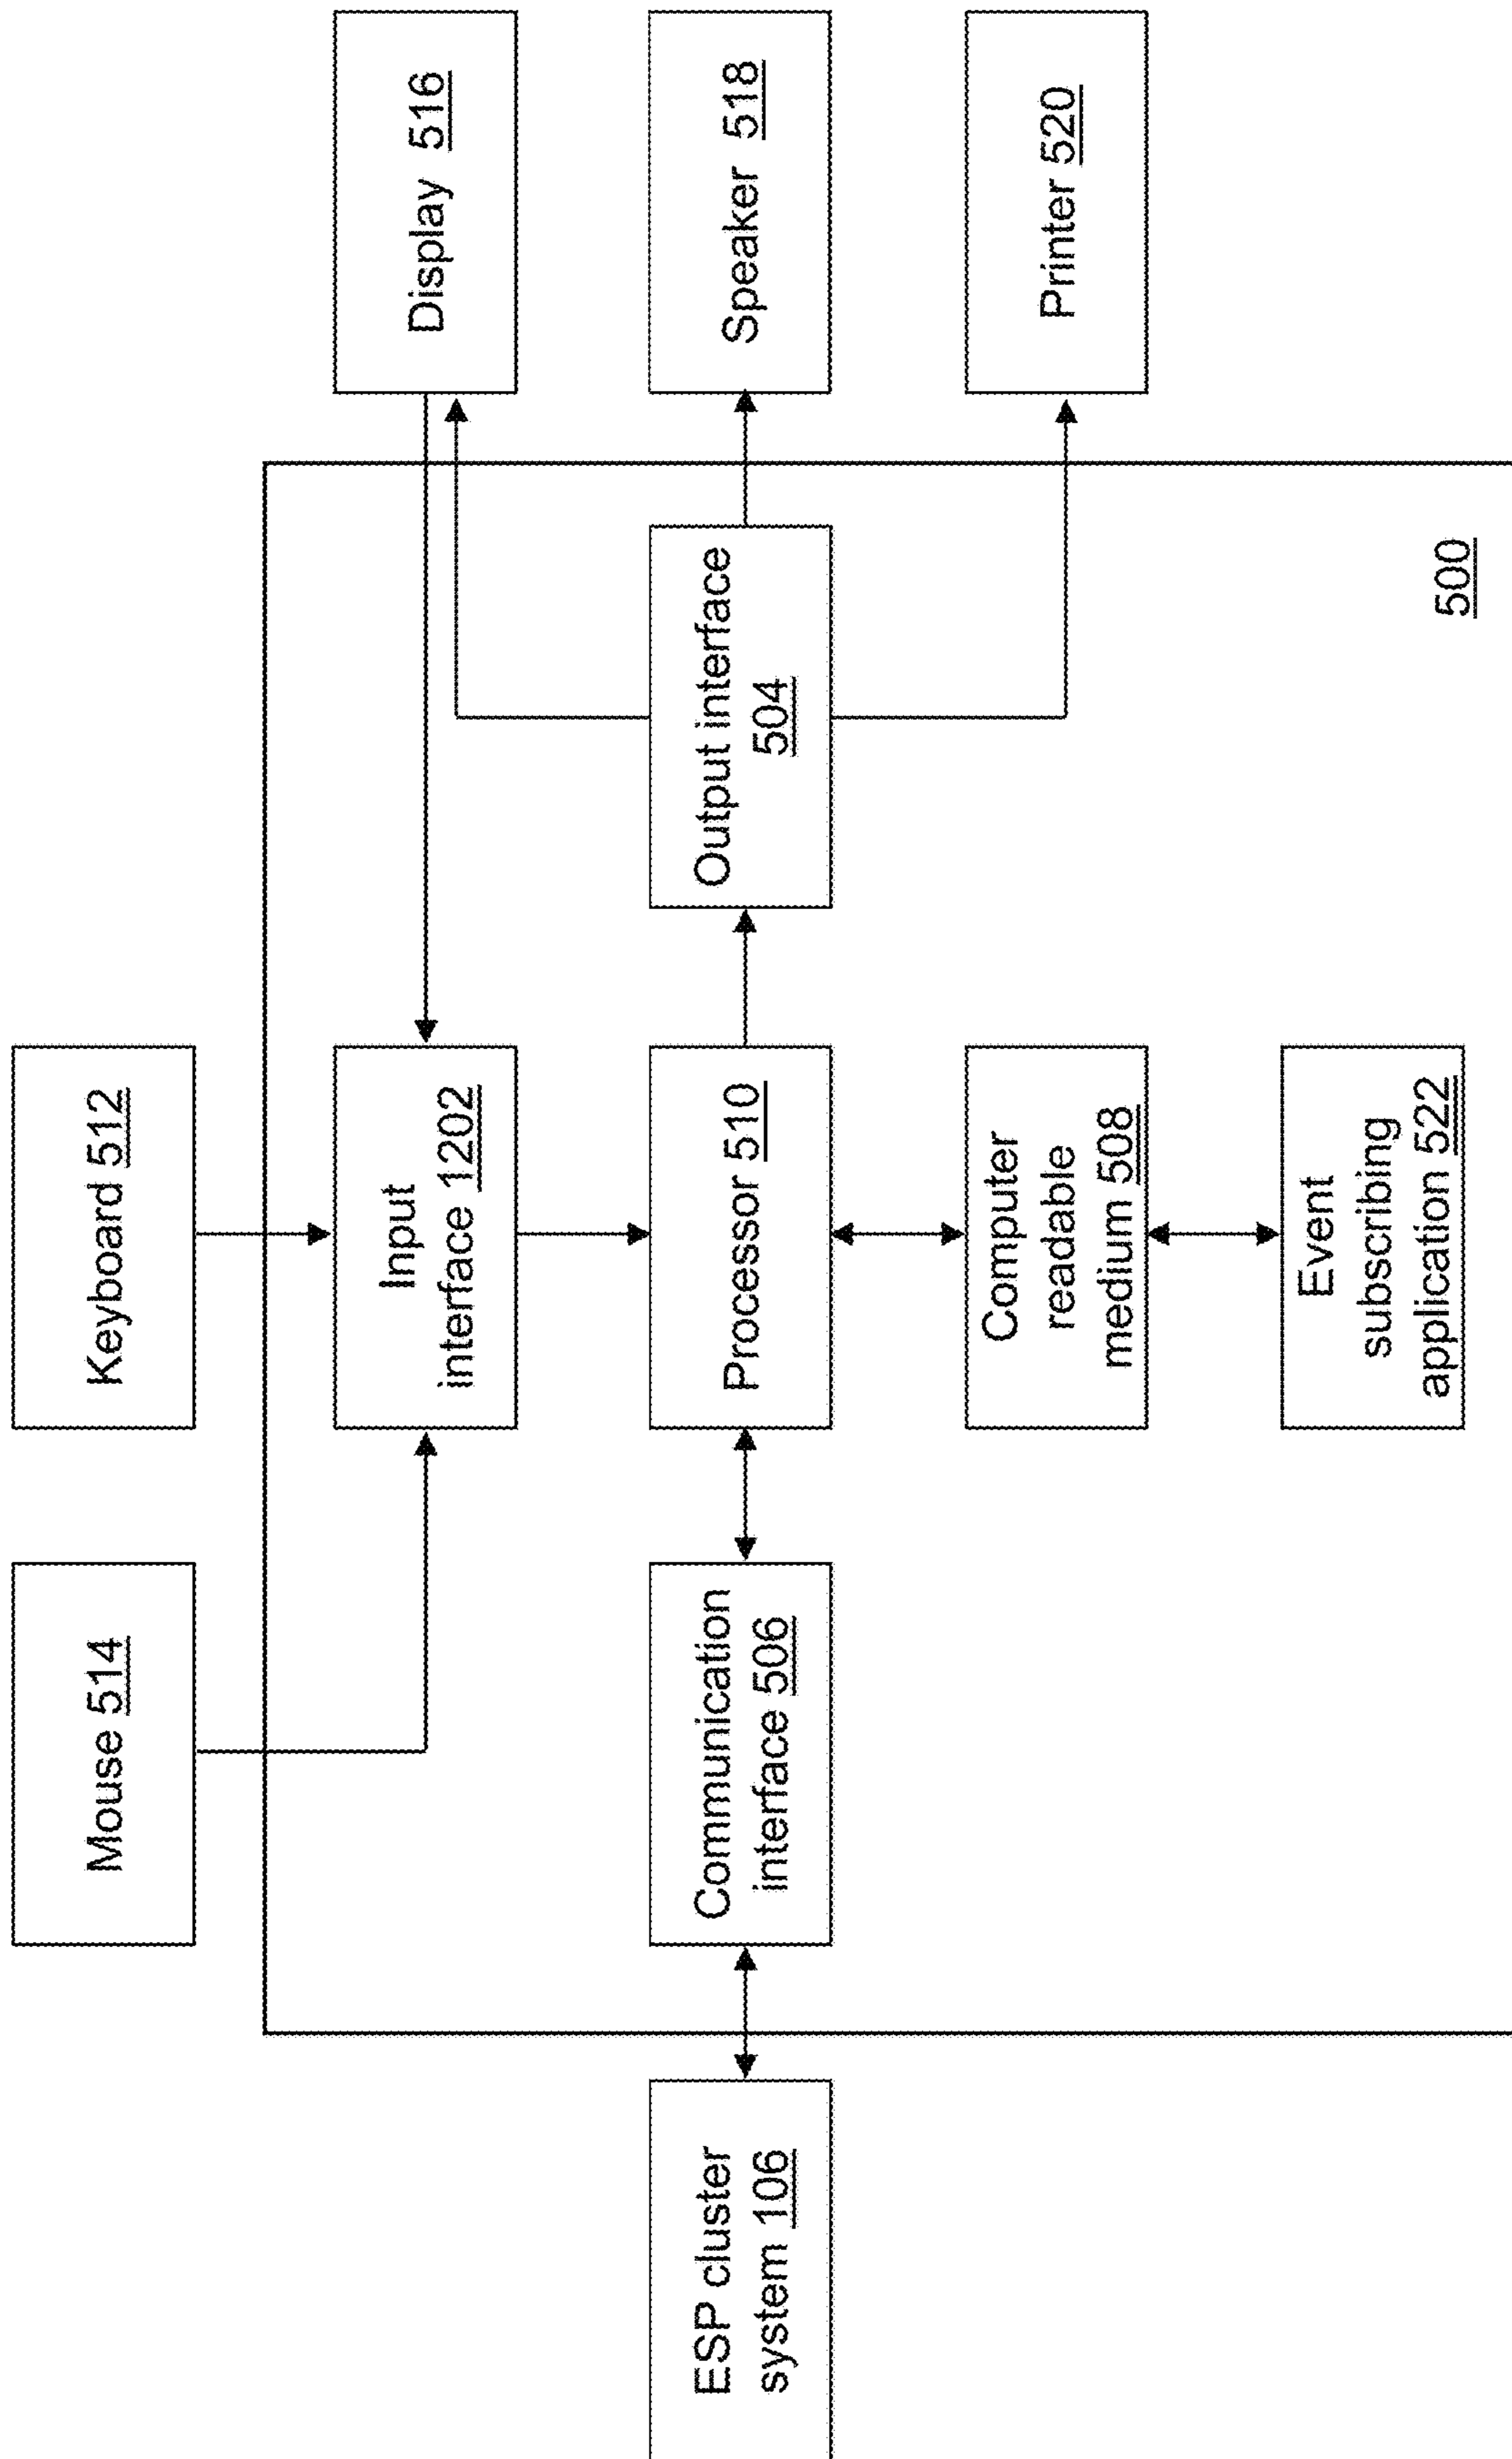 Mouse 514
Keyboard 512
Input
interface 1202
Display 516
ESP cluster
system 106
Communication
interface 506
Processor 510
Output interface
504
Speaker 518
Computer
readable
medium 508
Printer 520
Event
subscribing
application 522
500